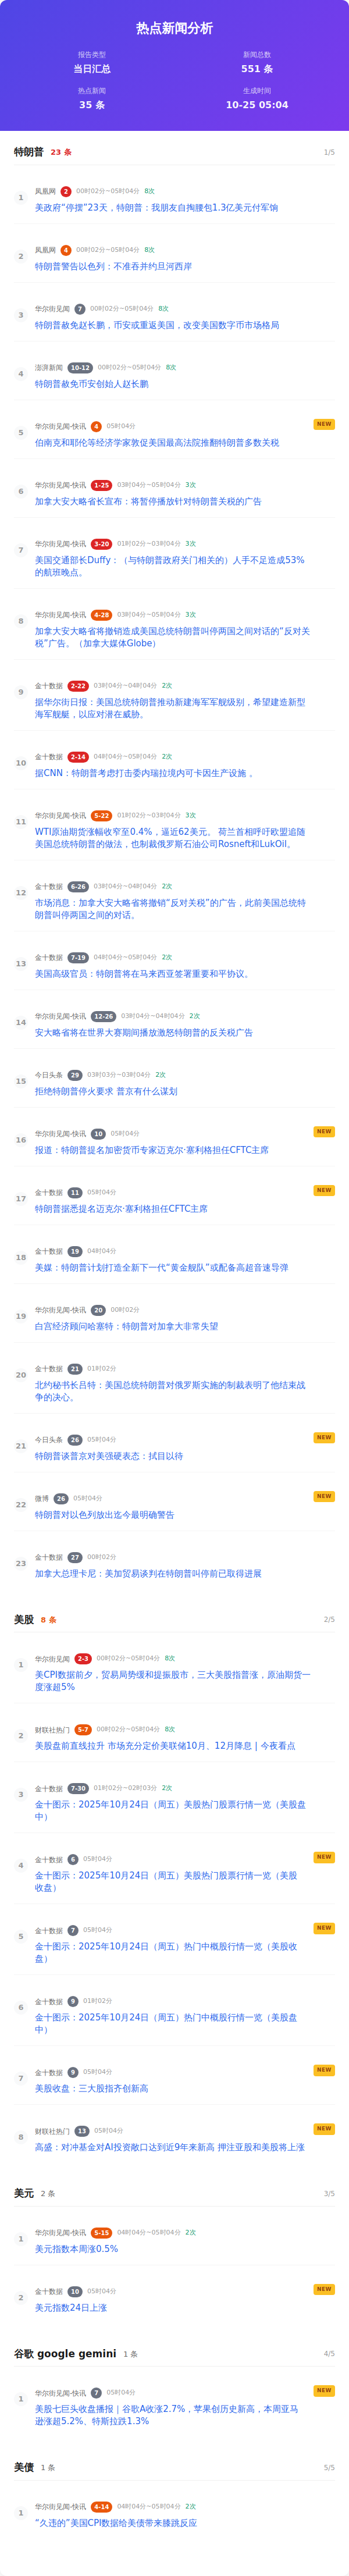 热点新闻分析
报告类型
新闻总数
当日汇总
551 条
热点新闻
生成时间
35 条
10-25 05:04
特朗普 23 条 1/5
1 凤凰网 2 00时02分~05时04分 8次
美政府“停摆”23天，特朗普：我朋友自掏腰包1.3亿美元付军饷
2 凤凰网 4 00时02分~05时04分 8次
特朗普警告以色列：不准吞并约旦河西岸
3 华尔街见闻 7 00时02分~05时04分 8次
特朗普赦免赵长鹏，币安或重返美国，改变美国数字币市场格局
4 澎湃新闻 10-12 00时02分~05时04分 8次
特朗普赦免币安创始人赵长鹏
5 华尔街见闻-快讯 4 05时04分 NEW
伯南克和耶伦等经济学家敦促美国最高法院推翻特朗普多数关税
6 华尔街见闻-快讯 1-25 03时04分~05时04分 3次
加拿大安大略省长宣布：将暂停播放针对特朗普关税的广告
7 华尔街见闻-快讯 3-20 01时02分~03时04分 3次
美国交通部长Duffy：（与特朗普政府关门相关的）人手不足造成53%
的航班晚点。
8 华尔街见闻-快讯 4-28 03时04分~05时04分 3次
加拿大安大略省将撤销造成美国总统特朗普叫停两国之间对话的“反对关
税”广告。（加拿大媒体Globe）
9 金十数据 2-22 03时04分~04时04分 2次
据华尔街日报：美国总统特朗普推动新建海军军舰级别，希望建造新型
海军舰艇，以应对潜在威胁。
10 金十数据 2-14 04时04分~05时04分 2次
据CNN：特朗普考虑打击委内瑞拉境内可卡因生产设施 。
11 华尔街见闻-快讯 5-22 01时02分~03时04分 3次
WTI原油期货涨幅收窄至0.4%，逼近62美元。 荷兰首相呼吁欧盟追随
美国总统特朗普的做法，也制裁俄罗斯石油公司Rosneft和LukOil。
12 金十数据 6-26 03时04分~04时04分 2次
市场消息：加拿大安大略省将撤销“反对关税”的广告，此前美国总统特
朗普叫停两国之间的对话。
13 金十数据 7-19 04时04分~05时04分 2次
美国高级官员：特朗普将在马来西亚签署重要和平协议。
14 华尔街见闻-快讯 12-26 03时04分~04时04分 2次
安大略省将在世界大赛期间播放激怒特朗普的反关税广告
15 今日头条 29 03时03分~03时04分 2次
拒绝特朗普停火要求 普京有什么谋划
16 华尔街见闻-快讯 10 05时04分 NEW
报道：特朗普提名加密货币专家迈克尔·塞利格担任CFTC主席
17 金十数据 11 05时04分 NEW
特朗普据悉提名迈克尔·塞利格担任CFTC主席
18 金十数据 19 04时04分
美媒：特朗普计划打造全新下一代“黄金舰队”或配备高超音速导弹
19 华尔街见闻-快讯 20 00时02分
白宫经济顾问哈塞特：特朗普对加拿大非常失望
20 金十数据 21 01时02分
北约秘书长吕特：美国总统特朗普对俄罗斯实施的制裁表明了他结束战
争的决心。
21 今日头条 26 05时04分 NEW
特朗普谈普京对美强硬表态：拭目以待
22 微博 26 05时04分 NEW
特朗普对以色列放出迄今最明确警告
23 金十数据 27 00时02分
加拿大总理卡尼：美加贸易谈判在特朗普叫停前已取得进展
美股 8 条 2/5
1 华尔街见闻 2-3 00时02分~05时04分 8次
美CPI数据前夕，贸易局势缓和提振股市，三大美股指普涨，原油期货一
度涨超5%
2 财联社热门 5-7 00时02分~05时04分 8次
美股盘前直线拉升 市场充分定价美联储10月、12月降息 | 今夜看点
3 金十数据 7-30 01时02分~02时03分 2次
金十图示：2025年10月24日（周五）美股热门股票行情一览（美股盘
中）
4 金十数据 6 05时04分 NEW
金十图示：2025年10月24日（周五）美股热门股票行情一览（美股
收盘）
5 金十数据 7 05时04分 NEW
金十图示：2025年10月24日（周五）热门中概股行情一览（美股收
盘）
6 金十数据 9 01时02分
金十图示：2025年10月24日（周五）热门中概股行情一览（美股盘
中）
7 金十数据 9 05时04分 NEW
美股收盘：三大股指齐创新高
8 财联社热门 13 05时04分 NEW
高盛：对冲基金对AI投资敞口达到近9年来新高 押注亚股和美股将上涨
美元 2 条 3/5
1 华尔街见闻-快讯 5-15 04时04分~05时04分 2次
美元指数本周涨0.5%
2 金十数据 10 05时04分 NEW
美元指数24日上涨
谷歌 google gemini 1 条 4/5
1 华尔街见闻-快讯 7 05时04分 NEW
美股七巨头收盘播报｜谷歌A收涨2.7%，苹果创历史新高，本周亚马
逊涨超5.2%、特斯拉跌1.3%
美债 1 条 5/5
1 华尔街见闻-快讯 4-14 04时04分~05时04分 2次
“久违的”美国CPI数据给美债带来膝跳反应